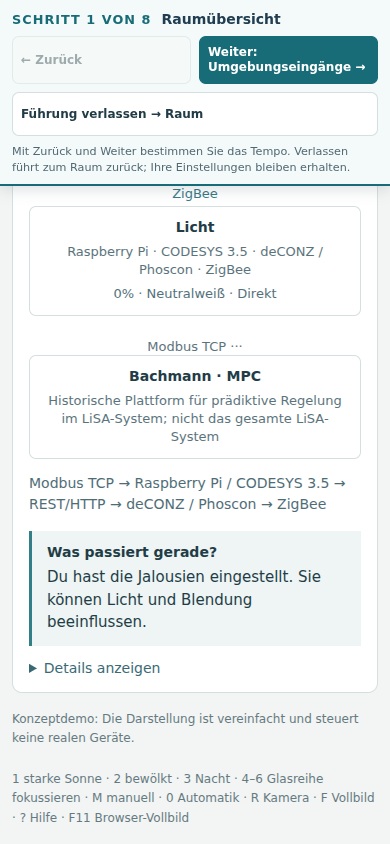 SCHRITT 1 VON 8 Raumübersicht
← Zurück
Weiter:
Umgebungseingänge →
Führung verlassen → Raum
Mit Zurück und Weiter bestimmen Sie das Tempo. Verlassen
führt zum Raum zurück; Ihre Einstellungen bleiben erhalten.
ZigBee
Licht
Raspberry Pi · CODESYS 3.5 · deCONZ /
Phoscon · ZigBee
0% · Neutralweiß · Direkt
Modbus TCP ···
Bachmann · MPC
Historische Plattform für prädiktive Regelung
im LiSA-System; nicht das gesamte LiSA-
System
Modbus TCP → Raspberry Pi / CODESYS 3.5 →
REST/HTTP → deCONZ / Phoscon → ZigBee
Was passiert gerade?
Du hast die Jalousien eingestellt. Sie
können Licht und Blendung
beeinflussen.
▶ Details anzeigen
Konzeptdemo: Die Darstellung ist vereinfacht und steuert
keine realen Geräte.
1 starke Sonne · 2 bewölkt · 3 Nacht · 4–6 Glasreihe
fokussieren · M manuell · 0 Automatik · R Kamera · F Vollbild
· ? Hilfe · F11 Browser-Vollbild